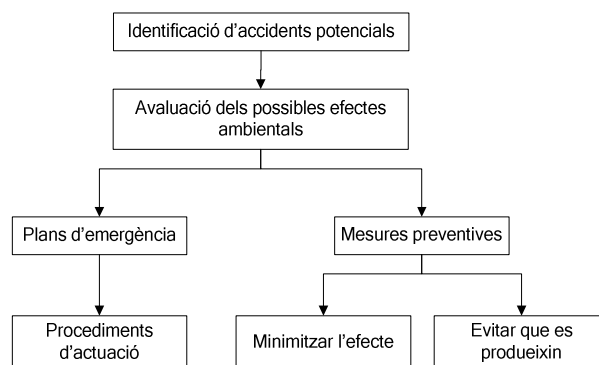 Identificació d'accidents potencials
Avaluació dels possibles efectes
ambientals
Plans d'emergència
Mesures preventives
Procediments
d'actuació
Minimitzar l'efecte
Evitar que es
produeixin